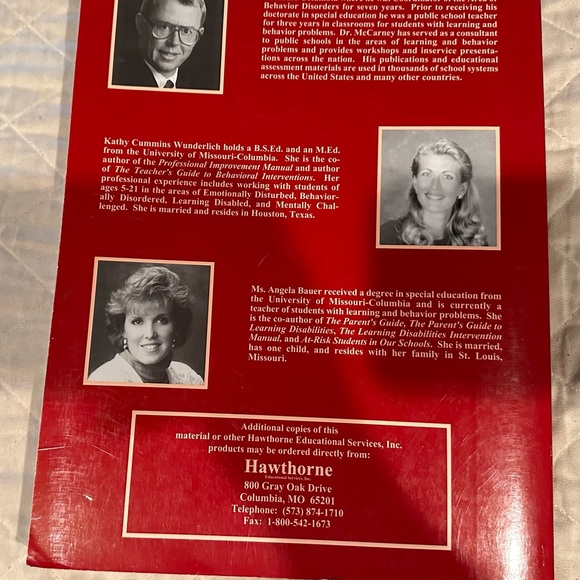 Behavior Disorders for seven years. Prior to receiving his
doctorate in special education he was a public school teacher
for three years in classrooms for students with learning and
behavior problems. Dr. McCarney has served as a consultant
to public schools in the areas of learning and behavior
problems and provides workshops and inservice presenta-
tions across the nation. His publications and educational
assessment materials are used in thousands of school systems
across the United States and many other countries.
Kathy Cummins Wunderlich holds a B.S.Ed. and an M.Ed.
from the University of Missouri-Columbia. She is the co-
author of the Professional Improvement Manual and author
of The Teacher's Guide to Behavioral Interventions. Her
professional experience includes working with students of
ages 5-21 in the areas of Emotionally Disturbed, Behavior-
ally Disordered, Learning Disabled, and Mentally Chal-
lenged. She is married and resides in Houston, Texas.
Ms. Angela Bauer received a degree in special education from
the University of Missouri-Columbia and is currently a
teacher of students with learning and behavior problems. She
is the co-author of The Parent's Guide, The Parent's Guide to
Learning Disabilities, The Learning Disabilities Intervention
Manual, and At-Risk Students in Our Schools. She is married,
has one child, and resides with her family in St. Louis,
Missouri.
Additional copies of this
material or other Hawthorne Educational Services, Inc.
products may be ordered directly from:
Hawthorne
Educational Services, Inc.
800 Gray Oak Drive
Columbia, MO 65201
Telephone: (573) 874-1710
Fax: 1-800-542-1673